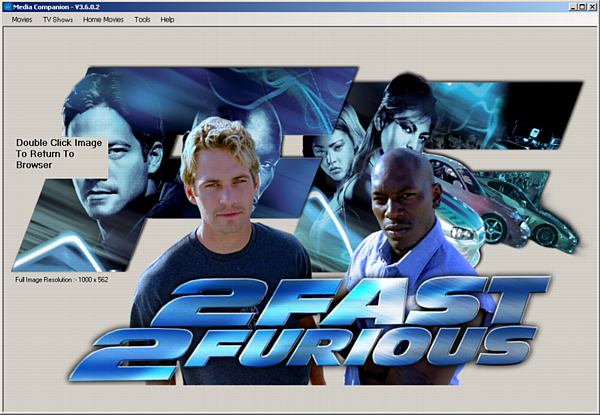 Media Companion - V3.6.0.2
Movies TV Shows Home Movies Tools Help
Double Click Image
To Return To
Browser
Full Image Resolution :- 1000 x 562
2 FAST
2 FURIOUS